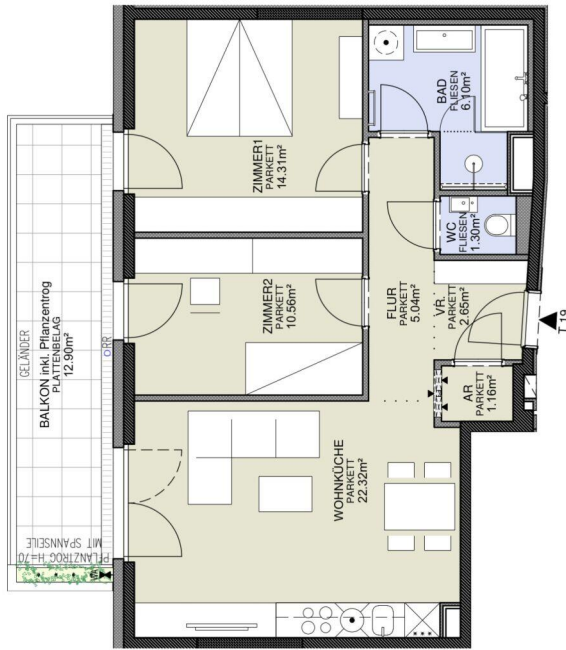 GELÄNDER
BALKON inkl. Pflanzentrog
PLATTENBELAG
12.90m²
RR
PFLANZTROG H=70
MIT SPANNSEILE
ZIMMER1
PARKETT
14.31m²
BAD
FLIESEN
6.10m²
ZIMMER2
PARKETT
10.56m²
WC
FLIESEN
1.30m²
FLUR
PARKETT
5.04m²
VR.
PARKETT
2.65m²
AR
PARKETT
1.16m²
WOHNKÜCHE
PARKETT
22.32m²
T 19